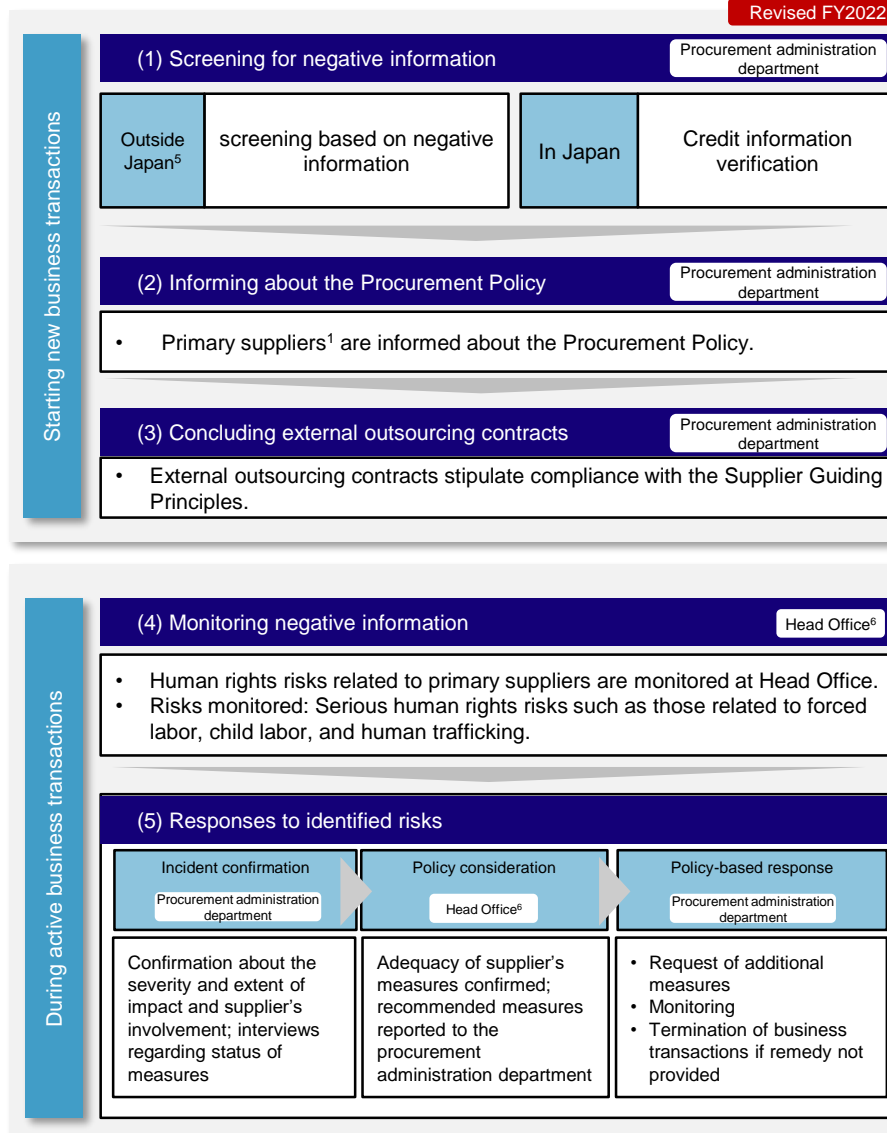 Revised FY2022
Starting new business transactions
(1) Screening for negative information
Procurement administration
department
Outside
Japan⁵
screening based on negative
information
In Japan
Credit information
verification
(2) Informing about the Procurement Policy
Procurement administration
department
• Primary suppliers¹ are informed about the Procurement Policy.
(3) Concluding external outsourcing contracts
Procurement administration
department
• External outsourcing contracts stipulate compliance with the Supplier Guiding
Principles.
During active business transactions
(4) Monitoring negative information
Head Office⁶
• Human rights risks related to primary suppliers are monitored at Head Office.
• Risks monitored: Serious human rights risks such as those related to forced
labor, child labor, and human trafficking.
(5) Responses to identified risks
Incident confirmation
Procurement administration
department
Confirmation about the
severity and extent of
impact and supplier's
involvement; interviews
regarding status of
measures
Policy consideration
Head Office⁶
Adequacy of supplier's
measures confirmed;
recommended measures
reported to the
procurement
administration department
Policy-based response
Procurement administration
department
• Request of additional
measures
• Monitoring
• Termination of business
transactions if remedy not
provided